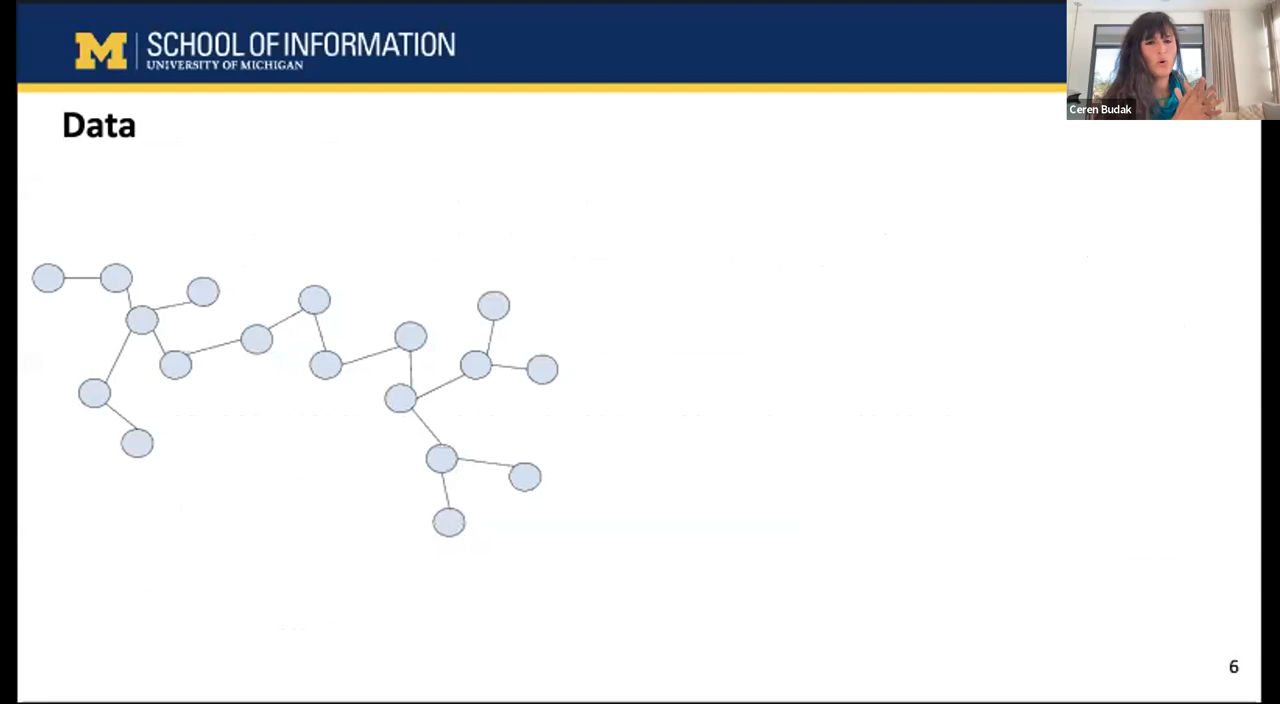 M
SCHOOL OF INFORMATION
UNIVERSITY OF MICHIGAN
Ceren Budak
Data
6